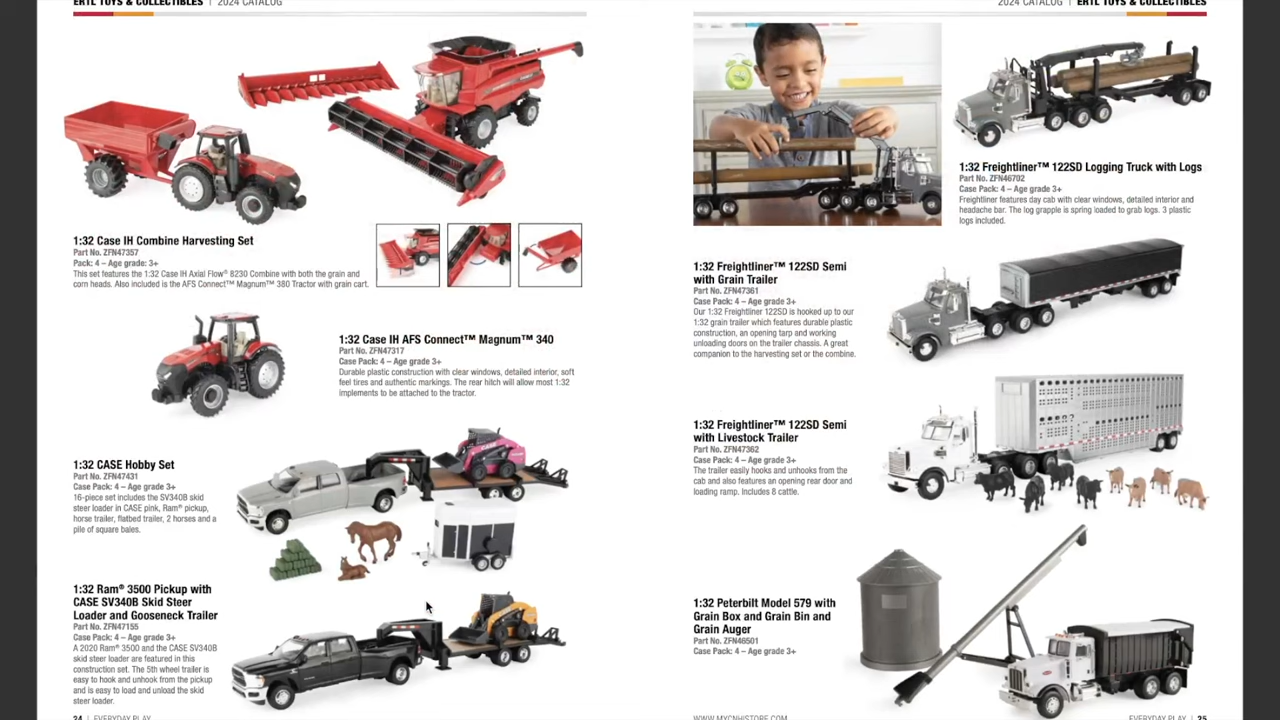 ERTL TOYS & COLLECTIBLES | 2024 CATALOG
1:32 Case IH Combine Harvesting Set
Part No. ZFN47357
Pack: 4 – Age grade: 3+
This set features the 1:32 Case IH Axial Flow® 8230 Combine with both the grain and
corn heads. Also included is the AFS Connect™ Magnum™ 380 Tractor with grain cart.
1:32 Case IH AFS Connect™ Magnum™ 340
Part No. ZFN47317
Case Pack: 4 – Age grade 3+
Durable plastic construction with clear windows, detailed interior, soft
feel tires and authentic markings. The rear hitch will allow most 1:32
implements to be attached to the tractor.
1:32 CASE Hobby Set
Part No. ZFN47431
Case Pack: 4 – Age grade 3+
16-piece set includes the SV340B skid
steer loader in CASE pink, Ram® pickup,
horse trailer, flatbed trailer, 2 horses and a
pile of square bales.
1:32 Ram® 3500 Pickup with
CASE SV340B Skid Steer
Loader and Gooseneck Trailer
Part No. ZFN47155
Case Pack: 4 – Age grade 3+
A 2020 Ram® 3500 and the CASE SV340B
skid steer loader are featured in this
construction set. The 5th wheel trailer is
easy to hook and unhook from the pickup
and is easy to load and unload the skid
steer loader.
24 | EVERYDAY PLAY
2024 CATALOG | ERTL TOYS & COLLECTIBLES
1:32 Freightliner™ 122SD Logging Truck with Logs
Part No. ZFN46702
Case Pack: 4 – Age grade 3+
Freightliner features day cab with clear windows, detailed interior and
headache bar. The log grapple is spring loaded to grab logs. 3 plastic
logs included.
1:32 Freightliner™ 122SD Semi
with Grain Trailer
Part No. ZFN47361
Case Pack: 4 – Age grade 3+
Our 1:32 Freightliner 122SD is hooked up to our
1:32 grain trailer which features durable plastic
construction, an opening tarp and working
unloading doors on the trailer chassis. A great
companion to the harvesting set or the combine.
1:32 Freightliner™ 122SD Semi
with Livestock Trailer
Part No. ZFN47362
Case Pack: 4 – Age grade 3+
The trailer easily hooks and unhooks from the
cab and also features an opening rear door and
loading ramp. Includes 8 cattle.
1:32 Peterbilt Model 579 with
Grain Box and Grain Bin and
Grain Auger
Part No. ZFN46501
Case Pack: 4 – Age grade 3+
WWW.MYCNHISTORE.COM
EVERYDAY PLAY | 25